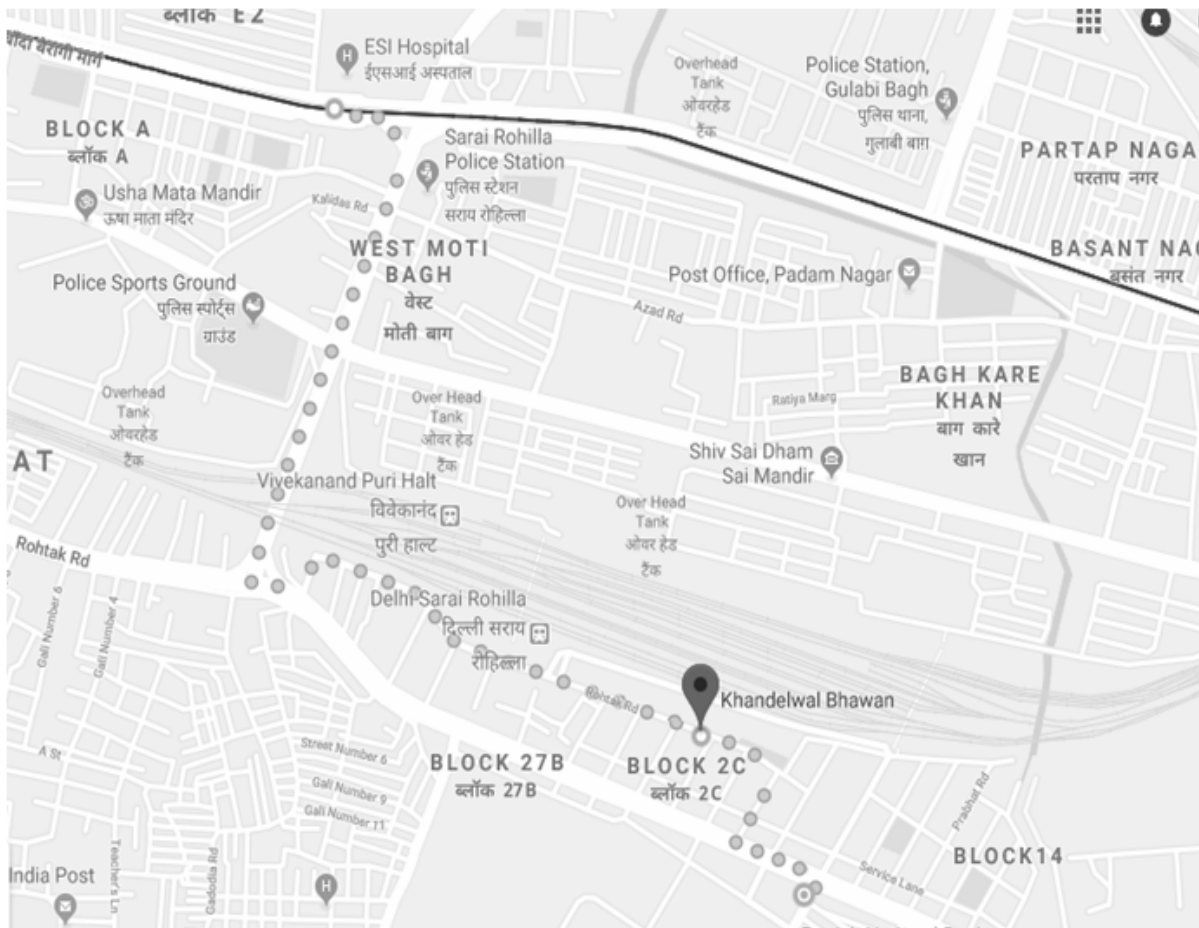 ब्लॉक E2
बंदा बैरागी मार्ग
ESI Hospital
ईएसआई अस्पताल
Overhead
Tank
ओवरहेड
टैंक
Police Station,
Gulabi Bagh
पुलिस थाना,
गुलाबी बाग
BLOCK A
ब्लॉक A
Sarai Rohilla
Police Station
पुलिस स्टेशन
सराय रोहिल्ला
PARTAP NAGA
परताप नगर
Usha Mata Mandir
ऊषा माता मंदिर
Kalidas Rd
WEST MOTI
BAGH
वेस्ट
मोती बाग
BASANT NAG
बसंत नगर
Post Office, Padam Nagar
Police Sports Ground
पुलिस स्पोर्ट्स
ग्राउंड
Azad Rd
BAGH KARE
KHAN
बाग कारे
खान
Overhead
Tank
ओवरहेड
टैंक
Over Head
Tank
ओवर हेड
टैंक
Ratiya Marg
Shiv Sai Dham
Sai Mandir
AT
Vivekanand Puri Halt
विवेकानंद
पुरी हाल्ट
Over Head
Tank
ओवर हेड
टैंक
Rohtak Rd
Gali Number 6
Gali Number 4
Delhi-Sarai Rohilla
दिल्ली सराय
रोहिल्ला
Rohtak Rd
Khandelwal Bhawan
A St
Street Number 6
Gali Number 9
Gali Number 11
BLOCK 27B
ब्लॉक 27B
BLOCK 2C
ब्लॉक 2C
Prabhat Rd
BLOCK14
Service Lane
India Post
Teacher's Ln
Gadodia Rd
H
H